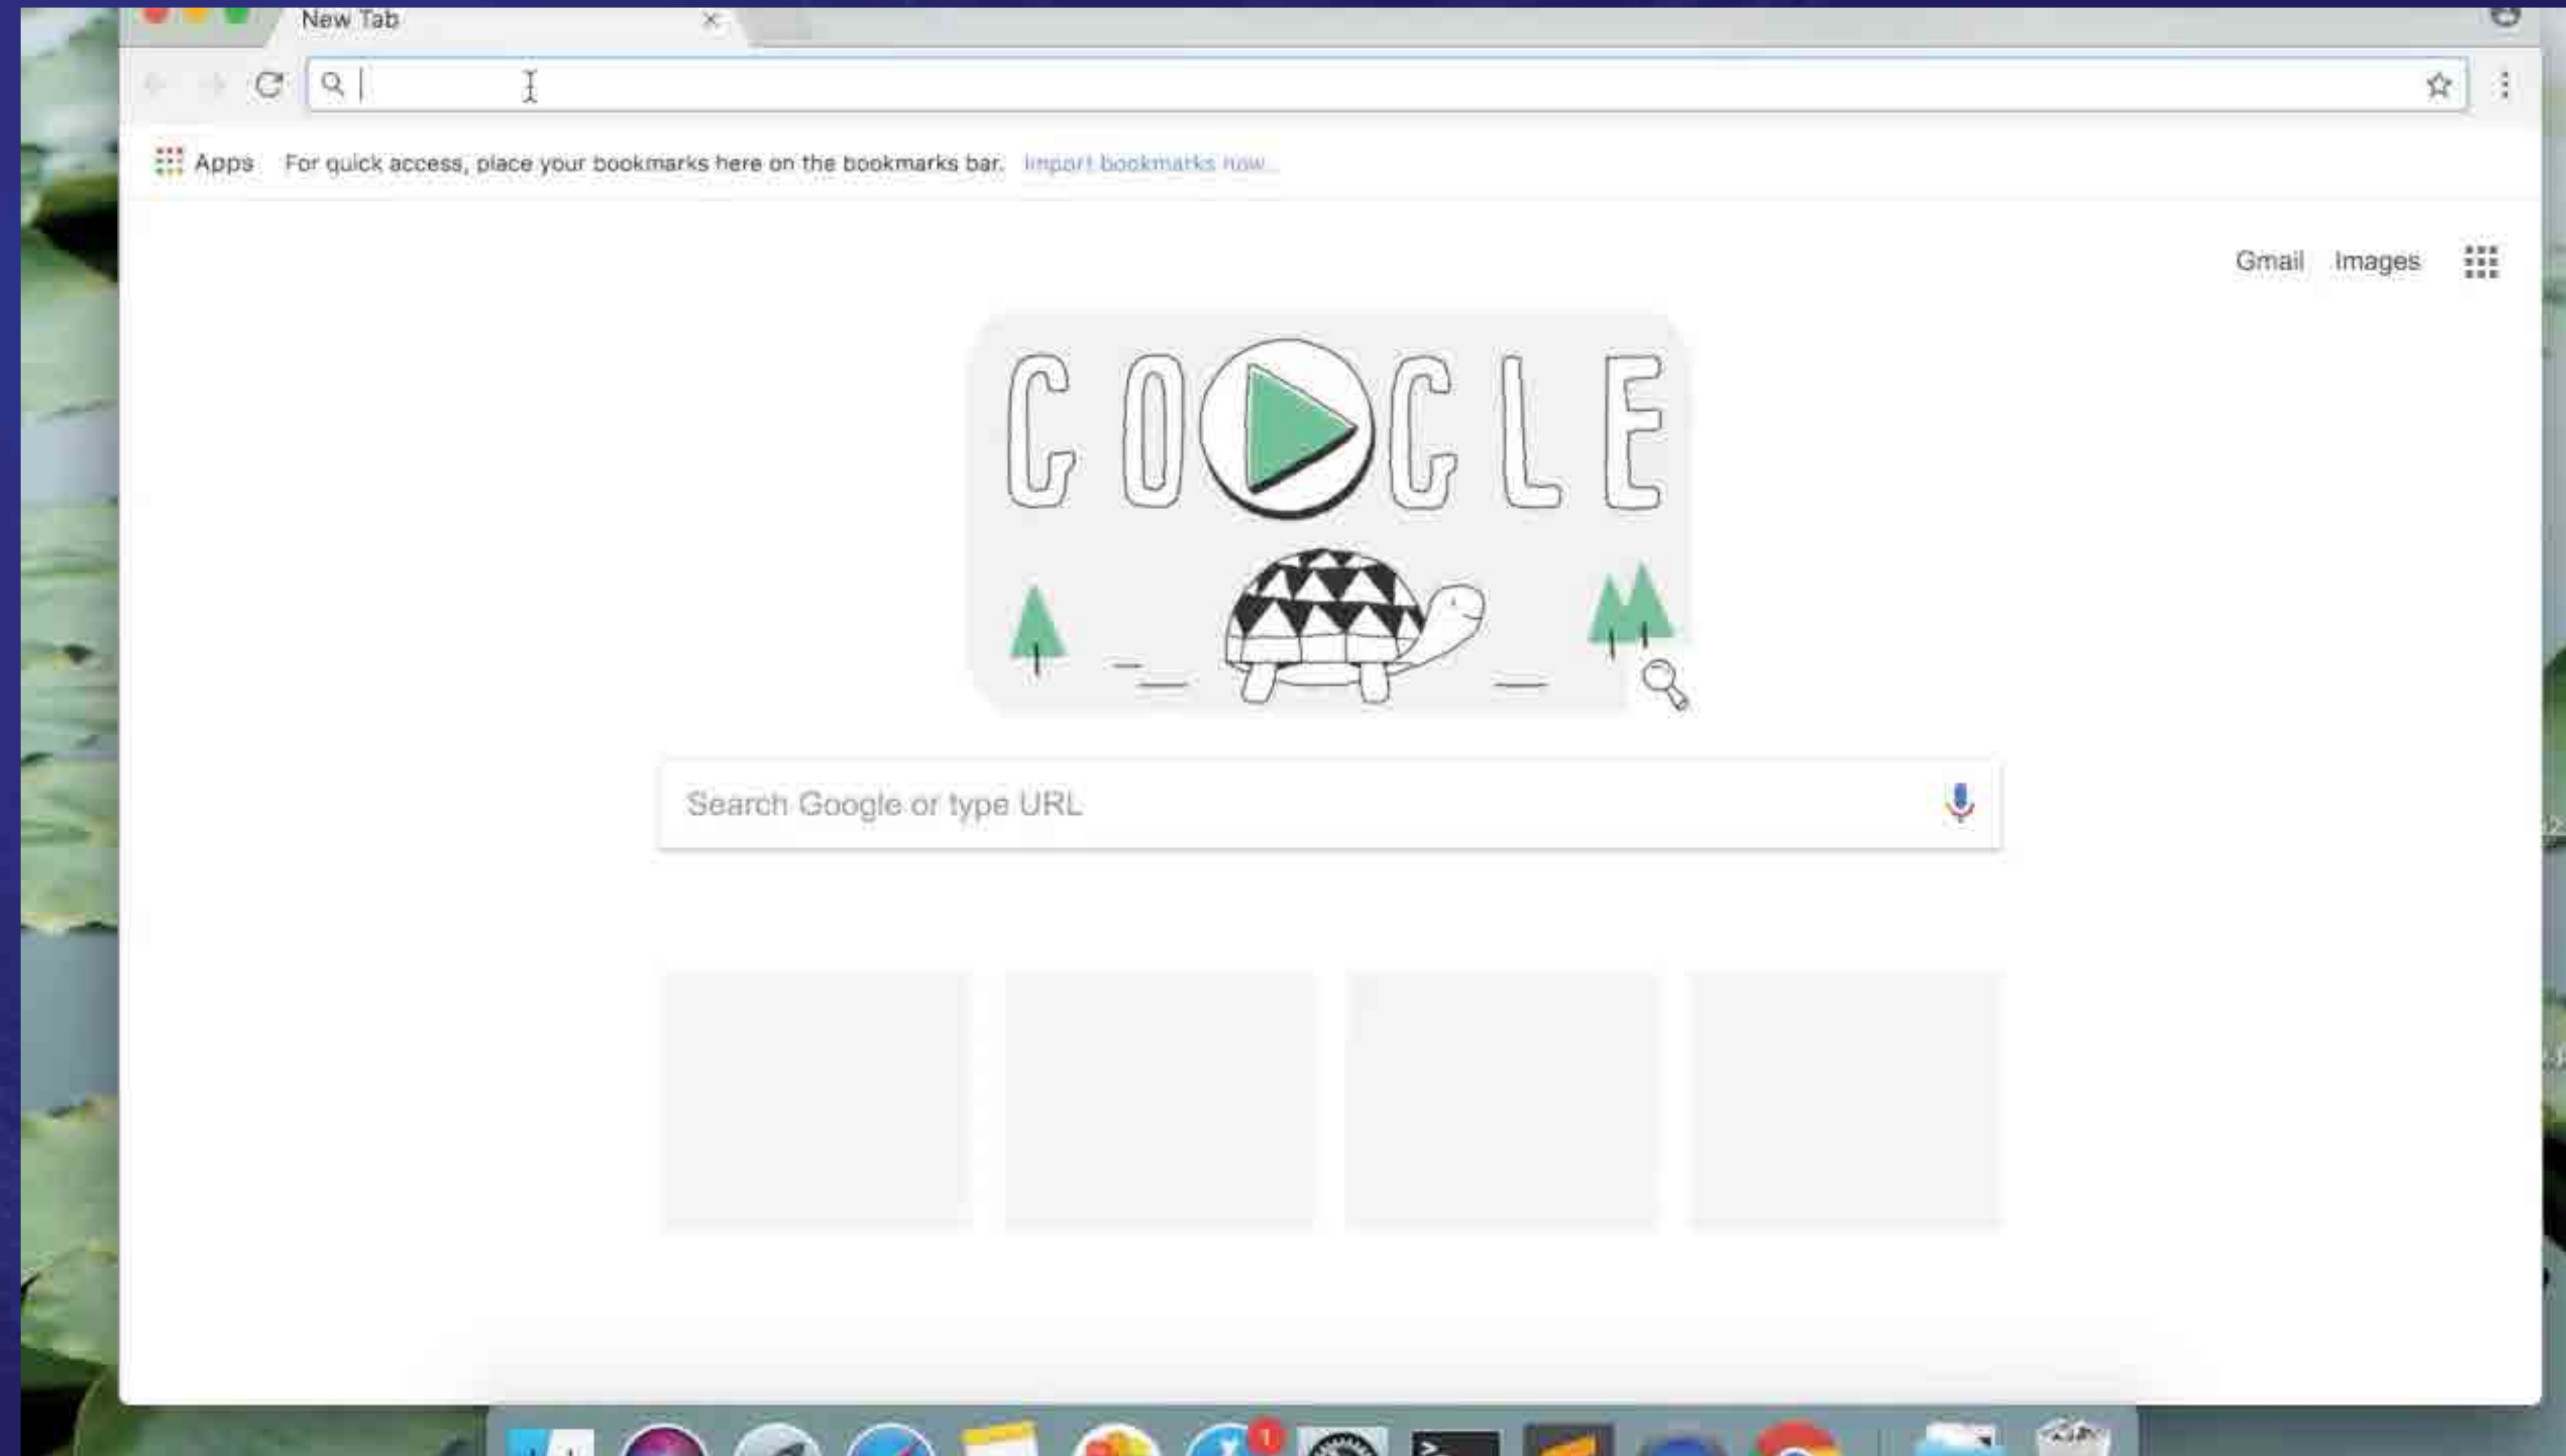 New Tab
Apps For quick access, place your bookmarks here on the bookmarks bar. Import bookmarks now...
Gmail Images
GOOGLE
Search Google or type URL
1